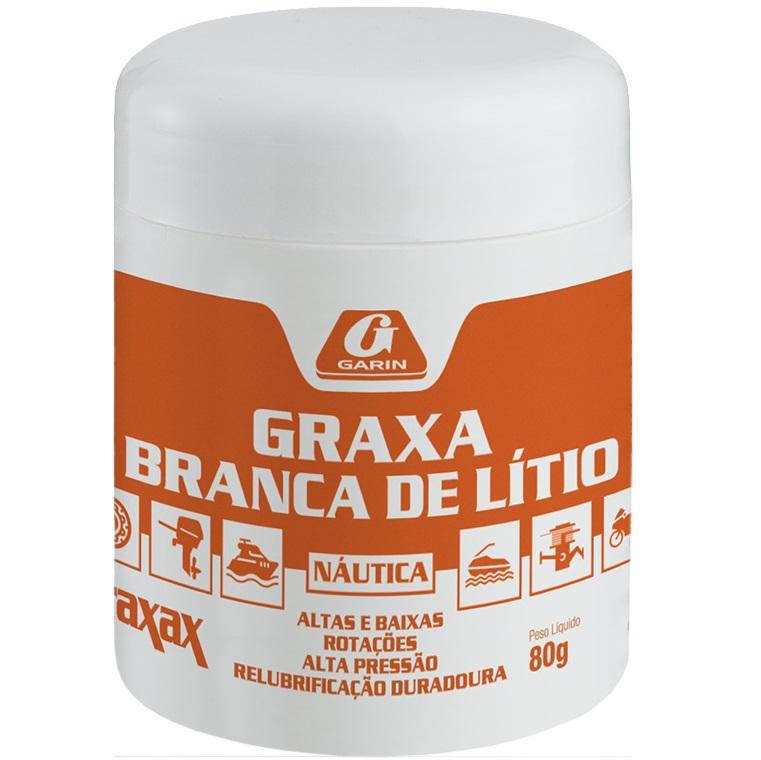 G
GARIN
GRAXA
BRANCA DE LÍTIO
NÁUTICA
raxax
ALTAS E BAIXAS
ROTAÇÕES
ALTA PRESSÃO
RELUBRIFICAÇÃO DURADOURA
Peso Líquido
80g